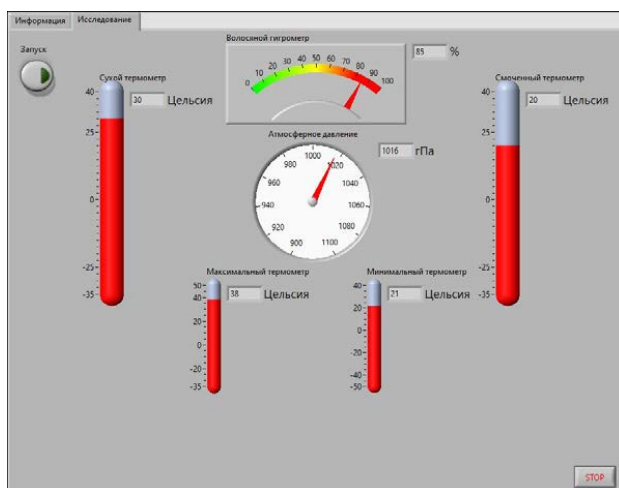 Информация Исследование
Запуск
Волосяной гигрометр
0 10 20 30 40 50 60 70 80 90 100
85 %
Сухой термометр
40
25
0
-25
-35
30 Цельсия
Смоченный термометр
40
25
0
-25
-35
20 Цельсия
Атмосферное давление
900 920 940 960 980 1000 1020 1040 1060 1080 1100
1016 гПа
Максимальный термометр
50
40
20
0
-20
-35
38 Цельсия
Минимальный термометр
40
20
0
-20
-40
-50
21 Цельсия
STOP